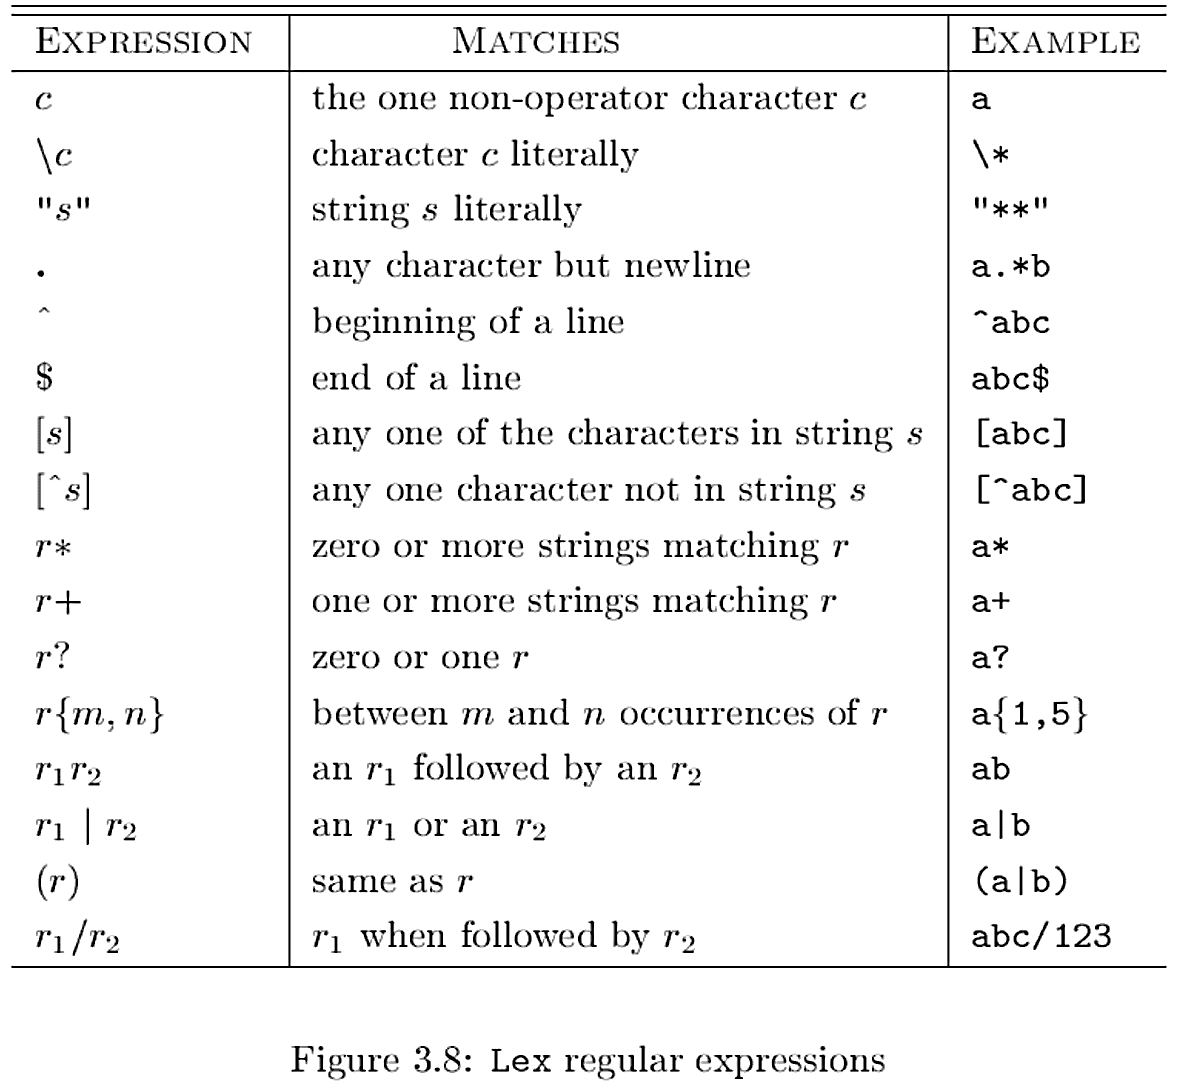 EXPRESSION MATCHES EXAMPLE
c the one non-operator character c a
\c character c literally \*
"s" string s literally "**"
. any character but newline a.*b
^ beginning of a line ^abc
$ end of a line abc$
[s] any one of the characters in string s [abc]
[^s] any one character not in string s [^abc]
r* zero or more strings matching r a*
r+ one or more strings matching r a+
r? zero or one r a?
r{m, n} between m and n occurrences of r a{1,5}
r₁r₂ an r₁ followed by an r₂ ab
r₁ | r₂ an r₁ or an r₂ a|b
(r) same as r (a|b)
r₁/r₂ r₁ when followed by r₂ abc/123
Figure 3.8: Lex regular expressions